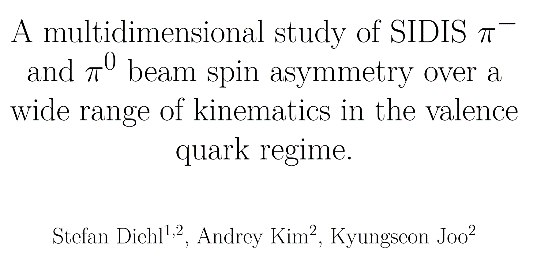 A multidimensional study of SIDIS π⁻
and π⁰ beam spin asymmetry over a
wide range of kinematics in the valence
quark regime.
Stefan Diehl¹,², Andrey Kim², Kyungseon Joo²